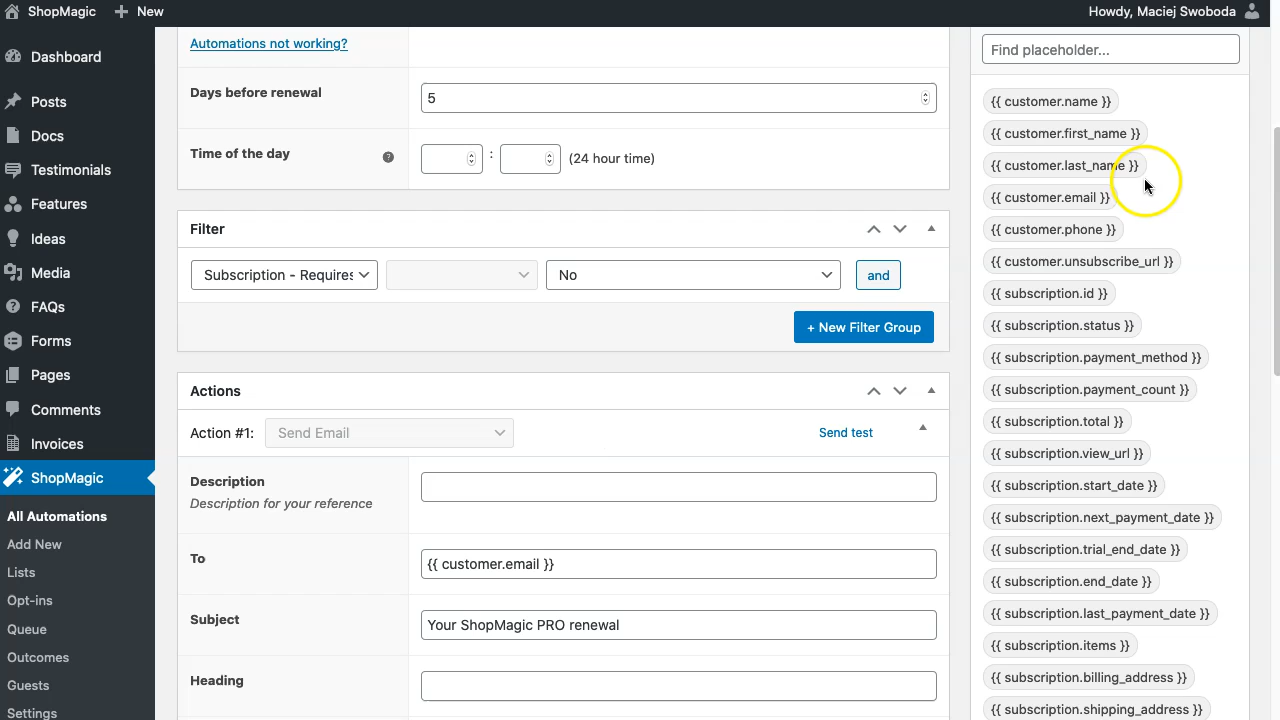 ShopMagic
New
Howdy, Maciej Swoboda
Dashboard
Posts
Docs
Testimonials
Features
Ideas
Media
FAQs
Forms
Pages
Comments
Invoices
ShopMagic
All Automations
Add New
Lists
Opt-ins
Queue
Outcomes
Guests
Settings
Automations not working?
Days before renewal
5
Time of the day
?
:
(24 hour time)
Filter
Subscription - Requires
No
and
+ New Filter Group
Actions
Action #1:
Send Email
Send test
Description
Description for your reference
To
{{ customer.email }}
Subject
Your ShopMagic PRO renewal
Heading
Find placeholder...
{{ customer.name }}
{{ customer.first_name }}
{{ customer.last_name }}
{{ customer.email }}
{{ customer.phone }}
{{ customer.unsubscribe_url }}
{{ subscription.id }}
{{ subscription.status }}
{{ subscription.payment_method }}
{{ subscription.payment_count }}
{{ subscription.total }}
{{ subscription.view_url }}
{{ subscription.start_date }}
{{ subscription.next_payment_date }}
{{ subscription.trial_end_date }}
{{ subscription.end_date }}
{{ subscription.last_payment_date }}
{{ subscription.items }}
{{ subscription.billing_address }}
{{ subscription.shipping_address }}